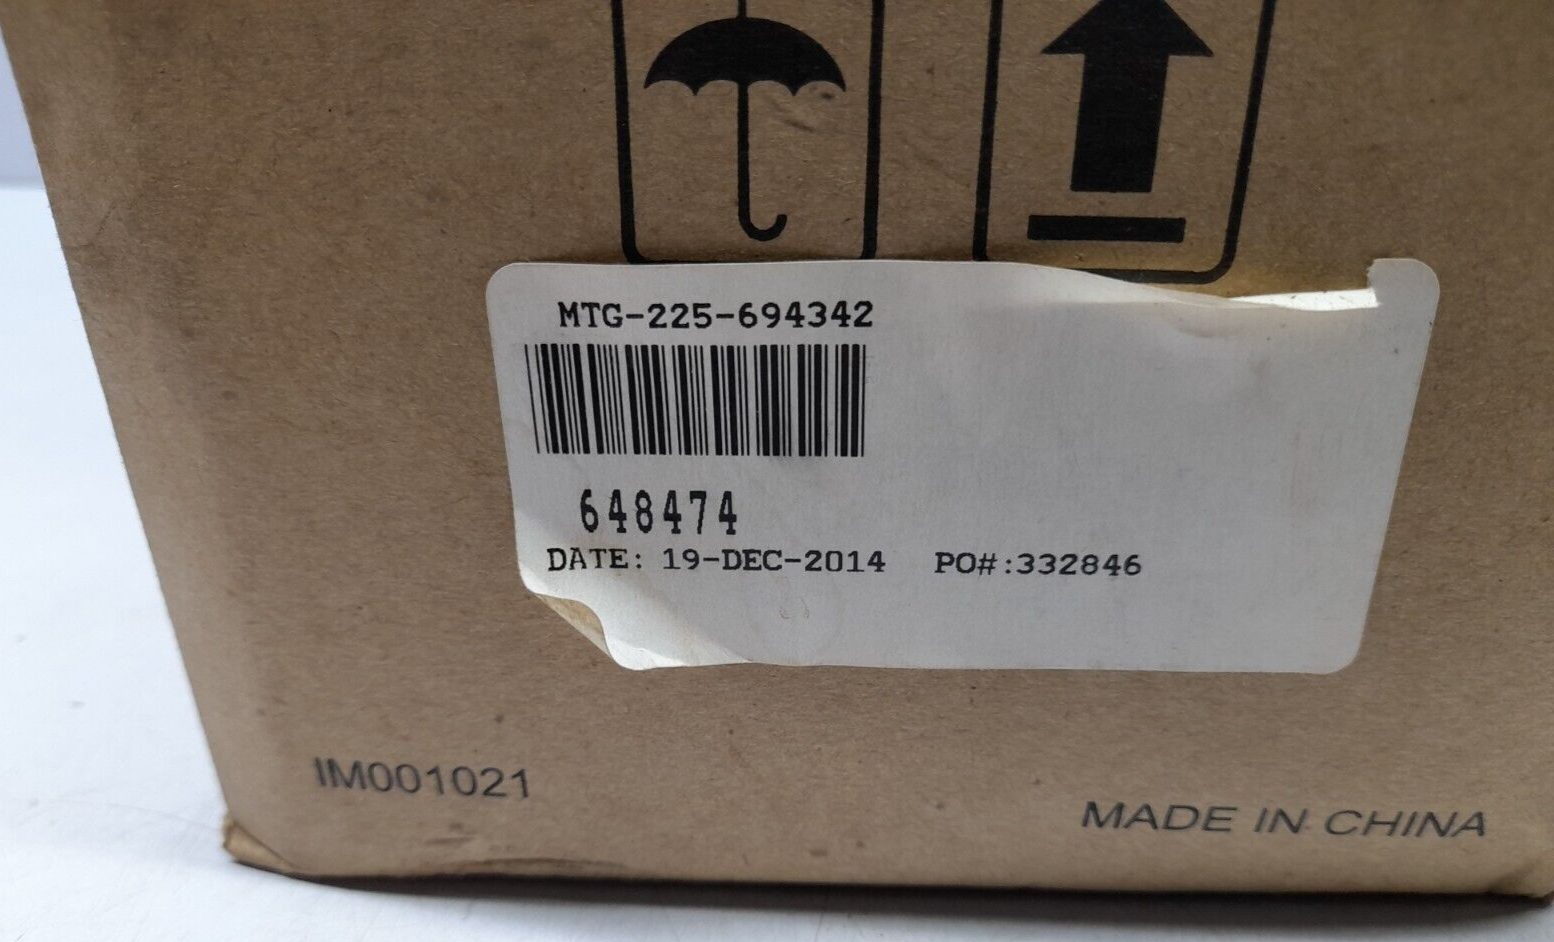 MTG-225-694342
648474
DATE: 19-DEC-2014 PO#:332846
IM001021
MADE IN CHINA